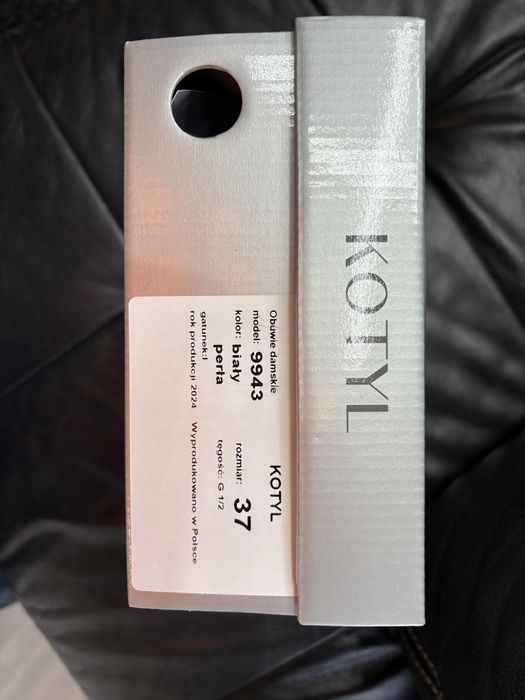 KOTYL
KOTYL
Obuwie damskie
model: 9943 rozmiar: 37
kolor: biały perła tęgość: G 1/2
gatunek:I
rok produkcji 2024 Wyprodukowano w Polsce